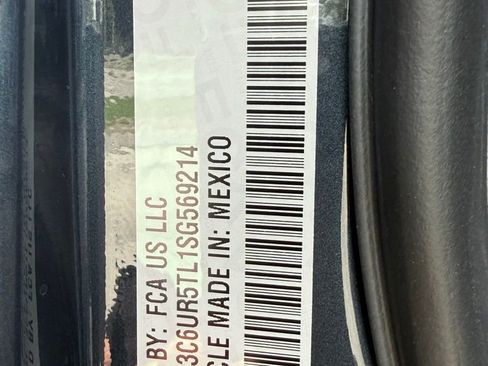 BY: FCA US LLC
3C6UR5TL1SG569214
CLE MADE IN: MEXICO